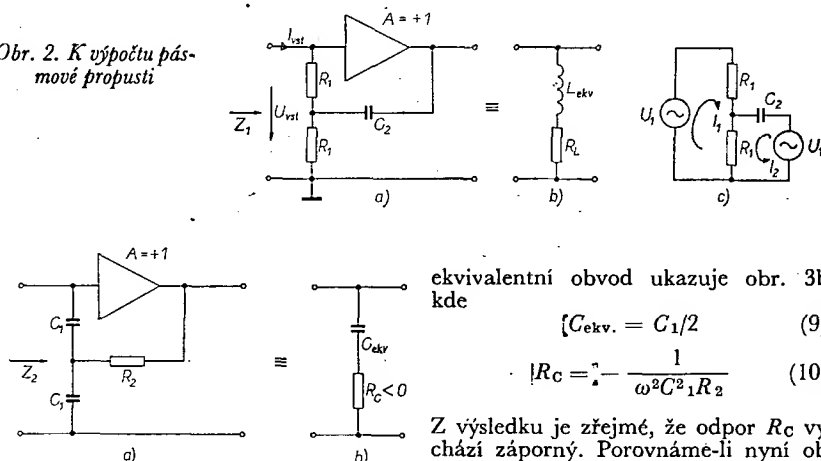 Obr. 2. K výpočtu pás-
mové propusti
A = +1
I_vst
R_1
Z_1
U_vst
C_2
R_1
a)
≡
L_ekv
R_L
b)
U_1
I_1
R_1
C_2
R_1
I_2
U_1
c)
A = +1
C_1
Z_2
R_2
C_1
a)
≡
C_ekv
R_C < 0
b)
ekvivalentní obvod ukazuje obr. 3b
kde
C_ekv. = C_1/2 (9
R_C = - 1/(ω²C²_1R_2) (10
Z výsledku je zřejmé, že odpor R_C vy
chází záporný. Porovnáme-li nyní ob